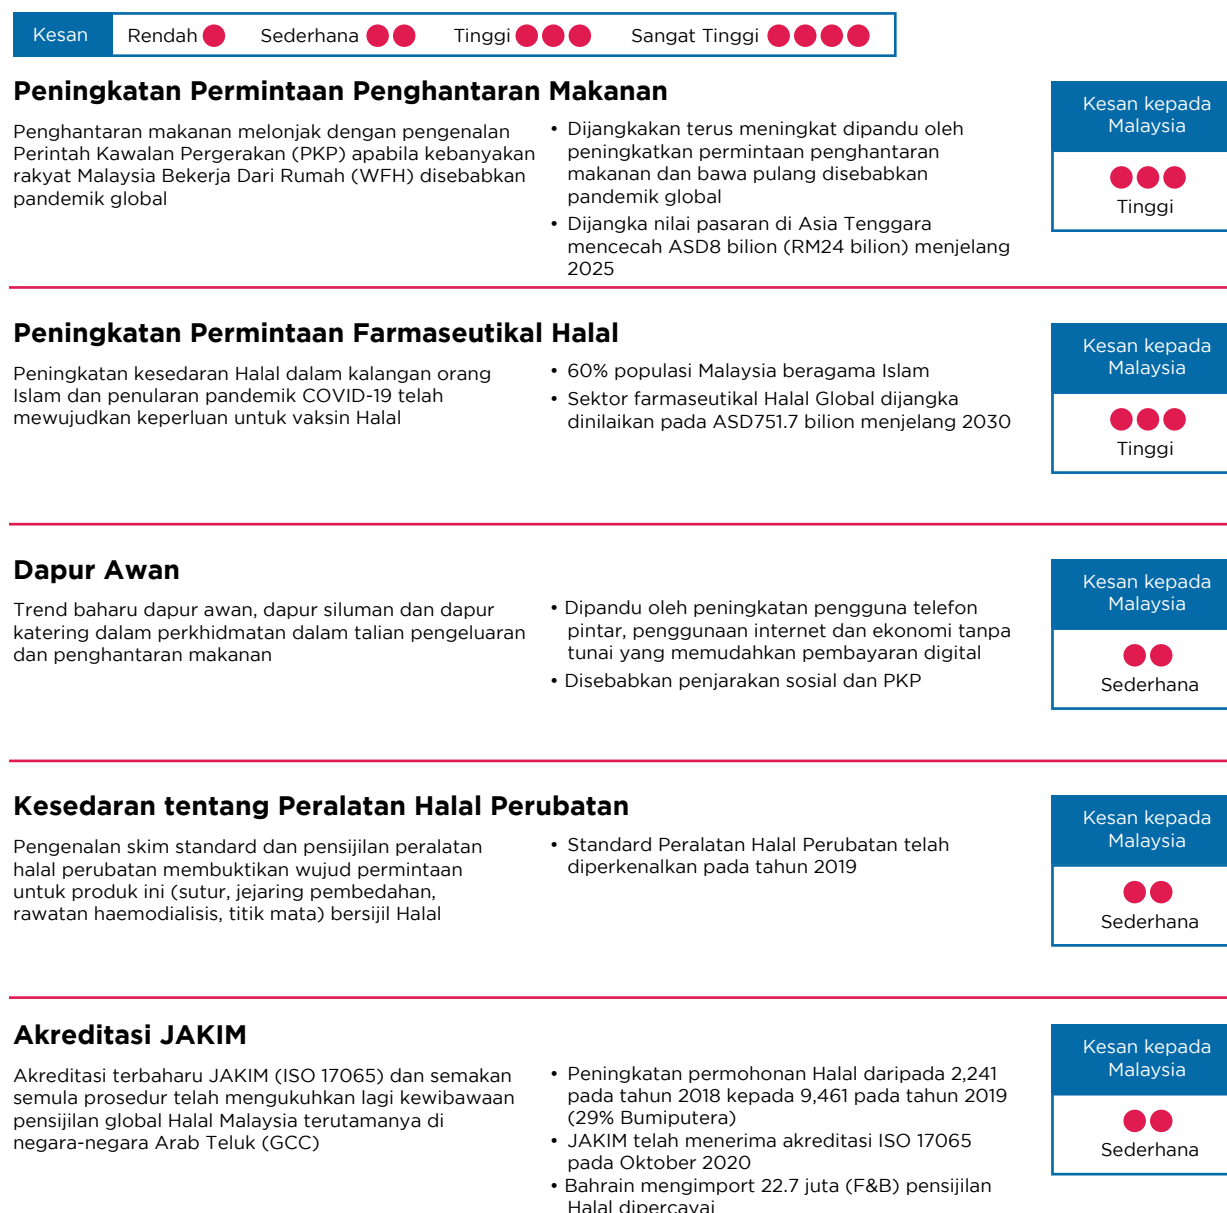 Kesan Rendah Sederhana Tinggi Sangat Tinggi
Peningkatan Permintaan Penghantaran Makanan
Penghantaran makanan melonjak dengan pengenalan
Perintah Kawalan Pergerakan (PKP) apabila kebanyakan
rakyat Malaysia Bekerja Dari Rumah (WFH) disebabkan
pandemik global
• Dijangkakan terus meningkat dipandu oleh
peningkatkan permintaan penghantaran
makanan dan bawa pulang disebabkan
pandemik global
• Dijangka nilai pasaran di Asia Tenggara
mencecah ASD8 bilion (RM24 bilion) menjelang
2025
Kesan kepada
Malaysia
Tinggi
Peningkatan Permintaan Farmaseutikal Halal
Peningkatan kesedaran Halal dalam kalangan orang
Islam dan penularan pandemik COVID-19 telah
mewujudkan keperluan untuk vaksin Halal
• 60% populasi Malaysia beragama Islam
• Sektor farmaseutikal Halal Global dijangka
dinilaikan pada ASD751.7 bilion menjelang 2030
Kesan kepada
Malaysia
Tinggi
Dapur Awan
Trend baharu dapur awan, dapur siluman dan dapur
katering dalam perkhidmatan dalam talian pengeluaran
dan penghantaran makanan
• Dipandu oleh peningkatan pengguna telefon
pintar, penggunaan internet dan ekonomi tanpa
tunai yang memudahkan pembayaran digital
• Disebabkan penjarakan sosial dan PKP
Kesan kepada
Malaysia
Sederhana
Kesedaran tentang Peralatan Halal Perubatan
Pengenalan skim standard dan pensijilan peralatan
halal perubatan membuktikan wujud permintaan
untuk produk ini (sutur, jejaring pembedahan,
rawatan haemodialisis, titik mata) bersijil Halal
• Standard Peralatan Halal Perubatan telah
diperkenalkan pada tahun 2019
Kesan kepada
Malaysia
Sederhana
Akreditasi JAKIM
Akreditasi terbaharu JAKIM (ISO 17065) dan semakan
semula prosedur telah mengukuhkan lagi kewibawaan
pensijilan global Halal Malaysia terutamanya di
negara-negara Arab Teluk (GCC)
• Peningkatan permohonan Halal daripada 2,241
pada tahun 2018 kepada 9,461 pada tahun 2019
(29% Bumiputera)
• JAKIM telah menerima akreditasi ISO 17065
pada Oktober 2020
• Bahrain mengimport 22.7 juta (F&B) pensijilan
Halal dipercayai
Kesan kepada
Malaysia
Sederhana